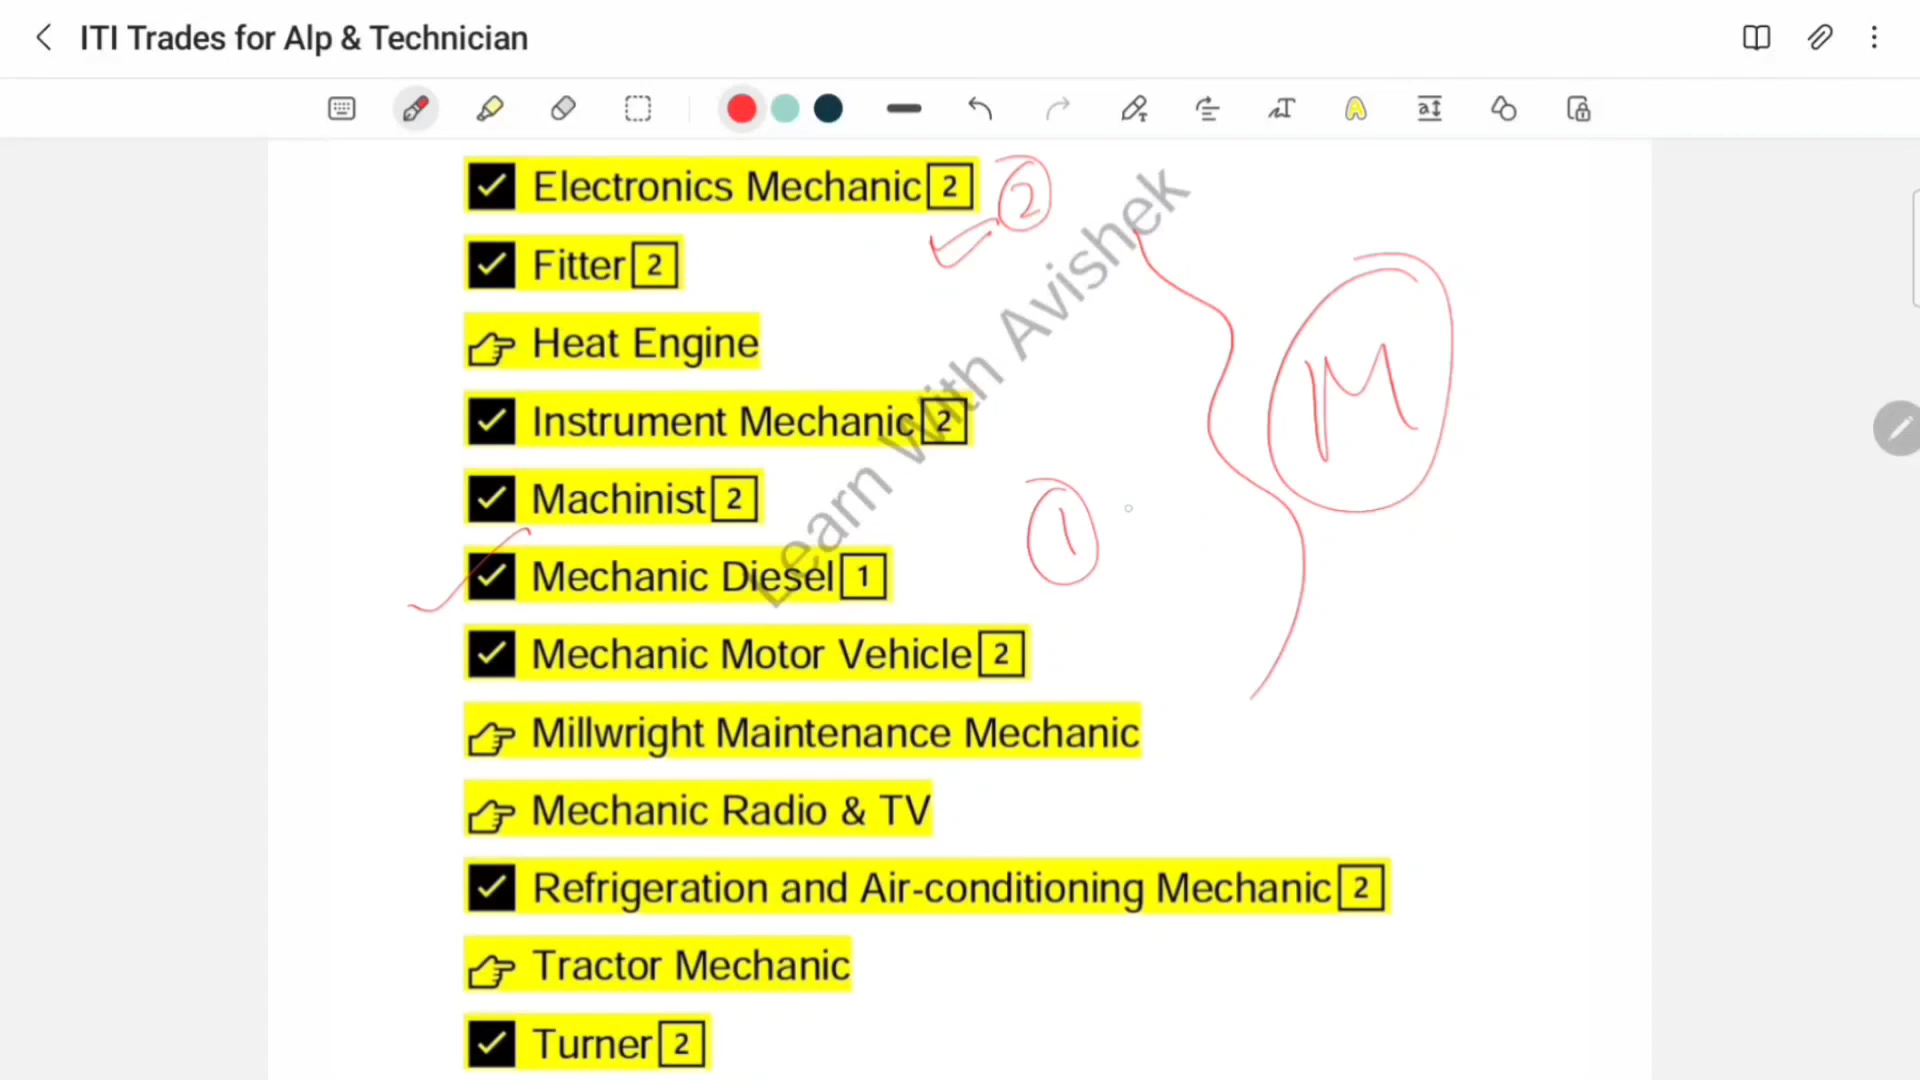 ITI Trades for Alp & Technician
✓ Electronics Mechanic 2 2
✓ Fitter 2
👉 Heat Engine
✓ Instrument Mechanic 2
✓ Machinist 2
✓ Mechanic Diesel 1 1
✓ Mechanic Motor Vehicle 2
👉 Millwright Maintenance Mechanic
👉 Mechanic Radio & TV
✓ Refrigeration and Air-conditioning Mechanic 2
👉 Tractor Mechanic
✓ Turner 2
M
Learn With Avishek